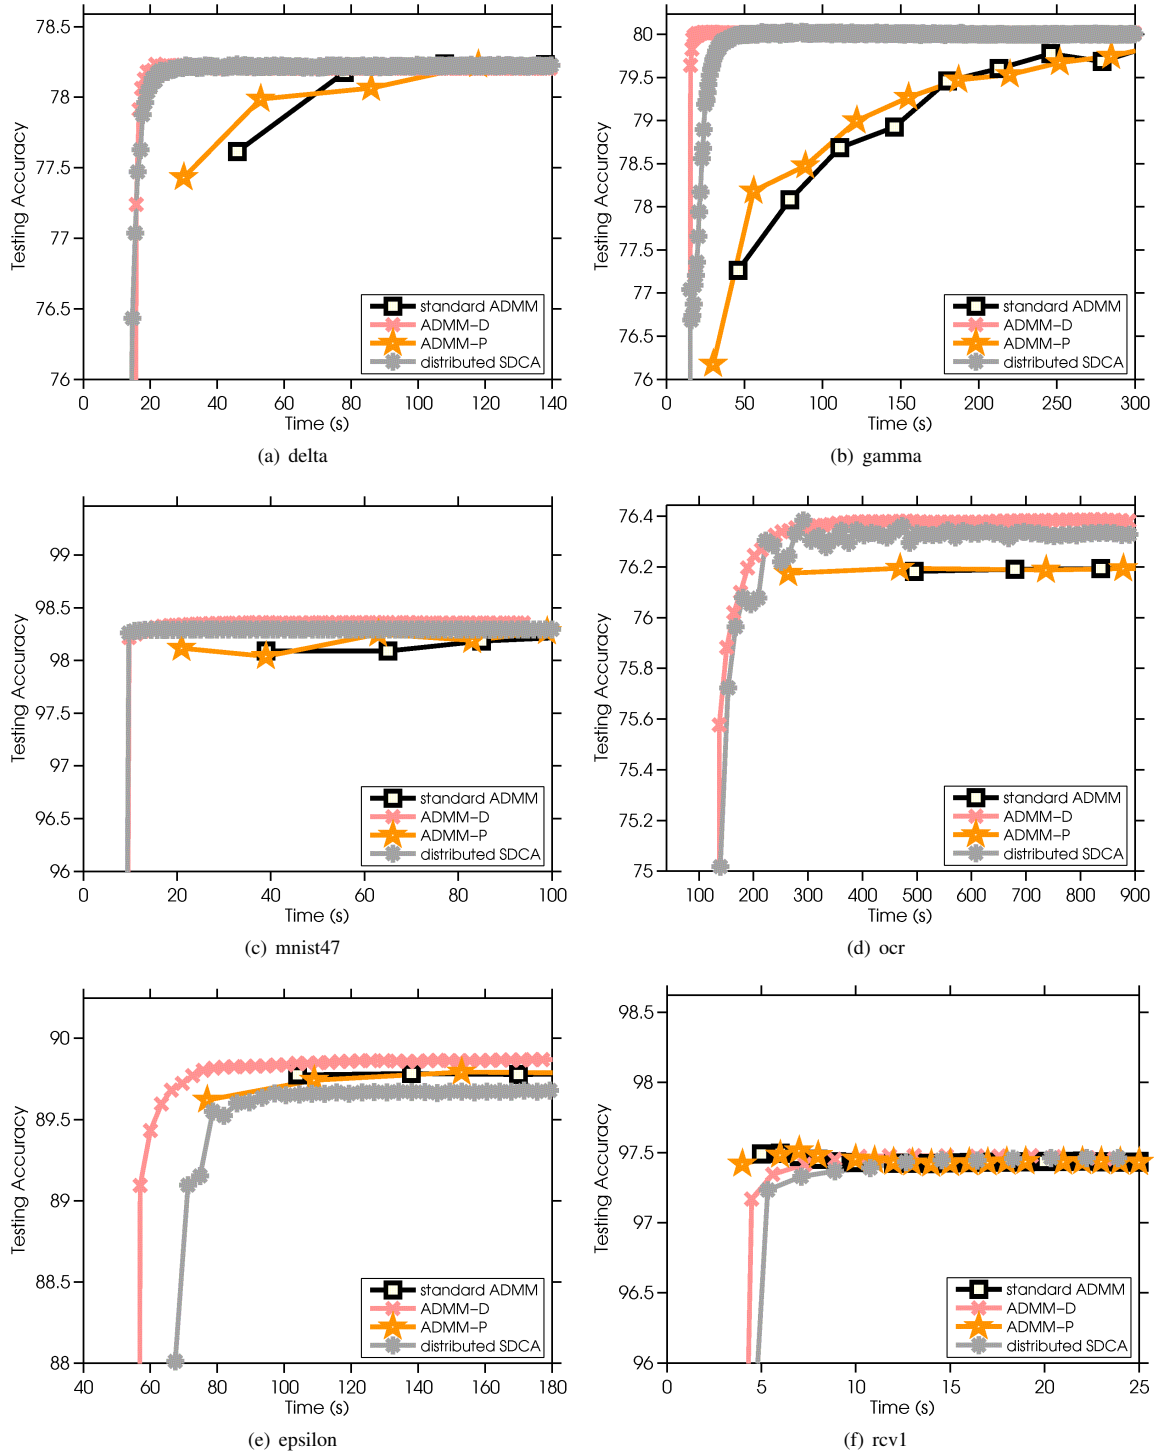 78.5
78
77.5
77
76.5
76
0 20 40 60 80 100 120 140
Testing Accuracy
Time (s)
standard ADMM
ADMM-D
ADMM-P
distributed SDCA
(a) delta
80
79.5
79
78.5
78
77.5
77
76.5
76
0 50 100 150 200 250 300
Testing Accuracy
Time (s)
standard ADMM
ADMM-D
ADMM-P
distributed SDCA
(b) gamma
99
98.5
98
97.5
97
96.5
96
0 20 40 60 80 100
Testing Accuracy
Time (s)
standard ADMM
ADMM-D
ADMM-P
distributed SDCA
(c) mnist47
76.4
76.2
76
75.8
75.6
75.4
75.2
75
100 200 300 400 500 600 700 800 900
Testing Accuracy
Time (s)
standard ADMM
ADMM-D
ADMM-P
distributed SDCA
(d) ocr
90
89.5
89
88.5
88
40 60 80 100 120 140 160 180
Testing Accuracy
Time (s)
standard ADMM
ADMM-D
ADMM-P
distributed SDCA
(e) epsilon
98.5
98
97.5
97
96.5
96
0 5 10 15 20 25
Testing Accuracy
Time (s)
standard ADMM
ADMM-D
ADMM-P
distributed SDCA
(f) rcv1